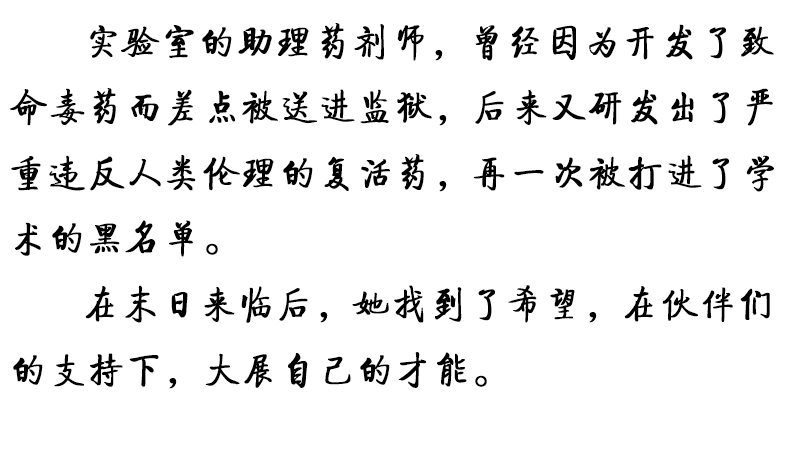 实验室的助理药剂师，曾经因为开发了致
命毒药而差点被送进监狱，后来又研发出了严
重违反人类伦理的复活药，再一次被打进了学
术的黑名单。
在末日来临后，她找到了希望，在伙伴们
的支持下，大展自己的才能。